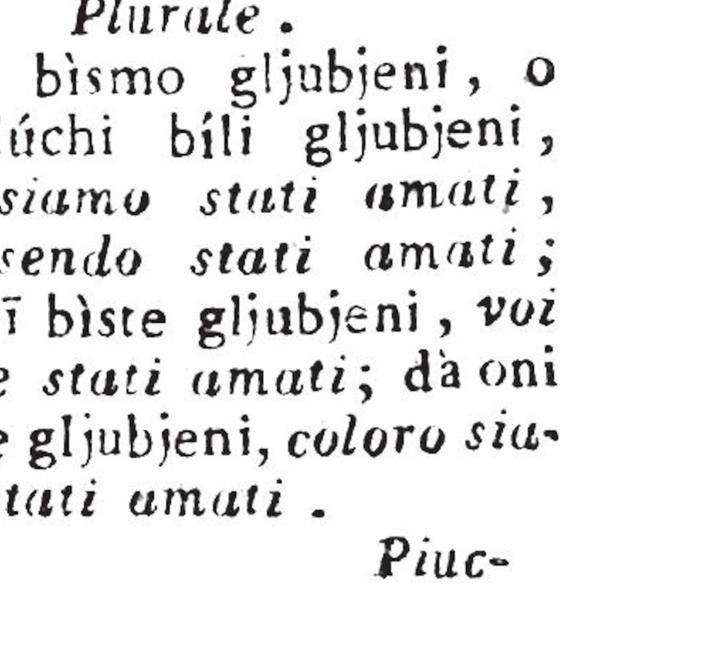 Plurale .
bìsmo gljubjeni, o
úchi bíli gljubjeni,
siamo stati amati,
sendo stati amati;
ī bìste gljubjeni, voi
e stati amati; dà oni
e gljubjeni, coloro sia-
tati amati .
Piuc-